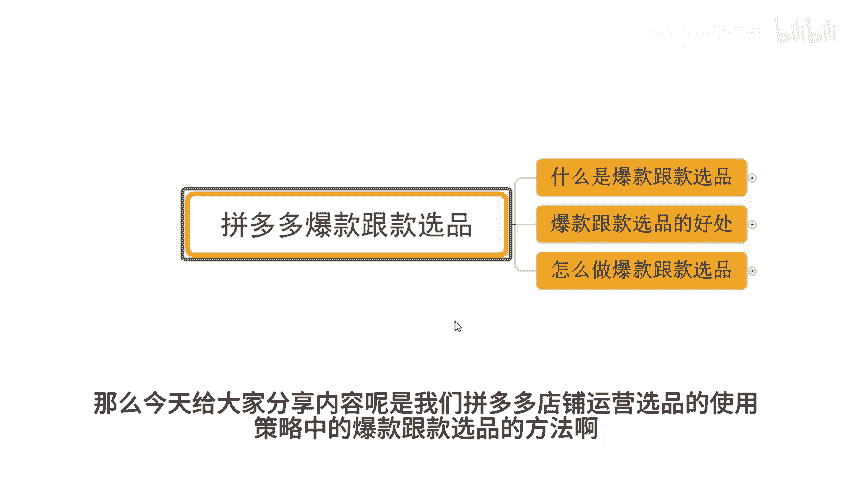 bilibili
什么是爆款跟款选品
拼多多爆款跟款选品
爆款跟款选品的好处
怎么做爆款跟款选品
那么今天给大家分享内容呢是我们拼多多店铺运营选品的使用
策略中的爆款跟款选品的方法啊